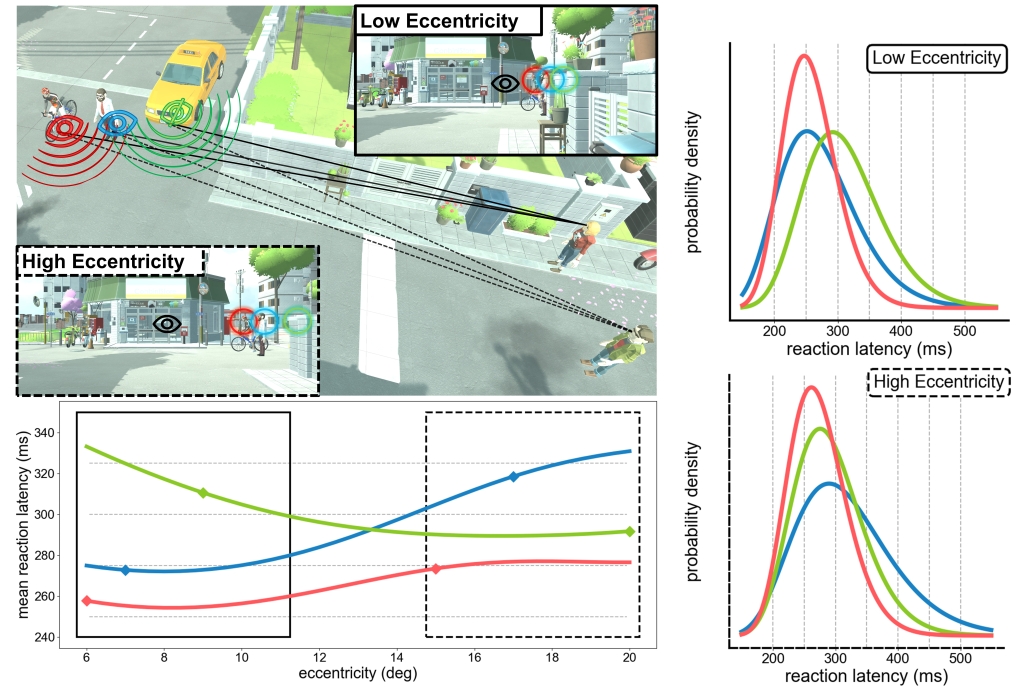 Low Eccentricity
High Eccentricity
mean reaction latency (ms)
340
320
300
280
260
240
6
8
10
12
14
16
18
20
eccentricity (deg)
Low Eccentricity
probability density
200
300
400
500
reaction latency (ms)
High Eccentricity
probability density
200
300
400
500
reaction latency (ms)